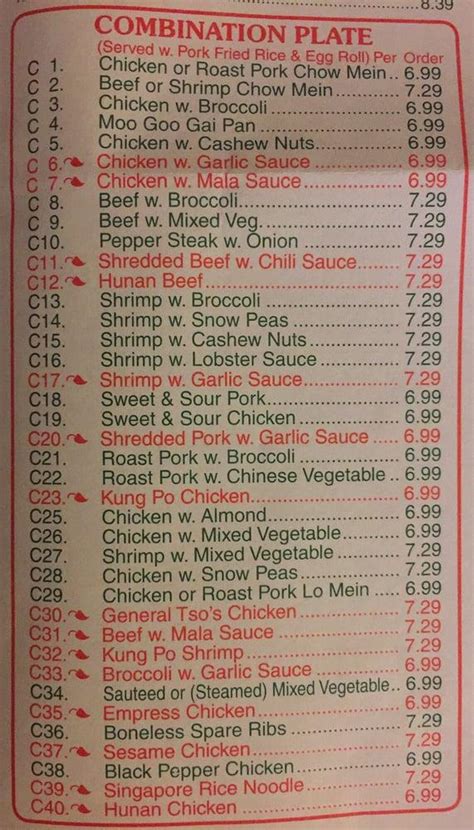 8.39
COMBINATION PLATE
(Served w. Pork Fried Rice & Egg Roll) Per Order
C 1. Chicken or Roast Pork Chow Mein.. 6.99
C 2. Beef or Shrimp Chow Mein............. 7.29
C 3. Chicken w. Broccoli ........................ 6.99
C 4. Moo Goo Gai Pan .......................... 6.99
C 5. Chicken w. Cashew Nuts................ 6.99
C 6. Chicken w. Garlic Sauce ................ 6.99
C 7. Chicken w. Mala Sauce .................. 6.99
C 8. Beef w. Broccoli............................. 7.29
C 9. Beef w. Mixed Veg.......................... 7.29
C10. Pepper Steak w. Onion .................. 7.29
C11. Shredded Beef w. Chili Sauce......... 7.29
C12. Hunan Beef.................................... 7.29
C13. Shrimp w. Broccoli ......................... 7.29
C14. Shrimp w. Snow Peas .................... 7.29
C15. Shrimp w. Cashew Nuts ................. 7.29
C16. Shrimp w. Lobster Sauce ............... 7.29
C17. Shrimp w. Garlic Sauce.................. 7.29
C18. Sweet & Sour Pork......................... 6.99
C19. Sweet & Sour Chicken ................... 6.99
C20. Shredded Pork w. Garlic Sauce ..... 6.99
C21. Roast Pork w. Broccoli ................... 6.99
C22. Roast Pork w. Chinese Vegetable .. 6.99
C23. Kung Po Chicken............................ 6.99
C25. Chicken w. Almond......................... 6.99
C26. Chicken w. Mixed Vegetable........... 6.99
C27. Shrimp w. Mixed Vegetable ............ 7.29
C28. Chicken w. Snow Peas................... 7.29
C29. Chicken or Roast Pork Lo Mein ...... 6.99
C30. General Tso's Chicken................... 7.29
C31. Beef w. Mala Sauce ...................... 7.29
C32. Kung Po Shrimp ............................ 7.29
C33. Broccoli w. Garlic Sauce ................ 6.99
C34. Sauteed or (Steamed) Mixed Vegetable.. 6.99
C35. Empress Chicken........................... 6.99
C36. Boneless Spare Ribs ..................... 7.29
C37. Sesame Chicken............................ 7.29
C38. Black Pepper Chicken.................... 6.99
C39. Singapore Rice Noodle .................. 7.29
C40. Hunan Chicken .............................. 6.99